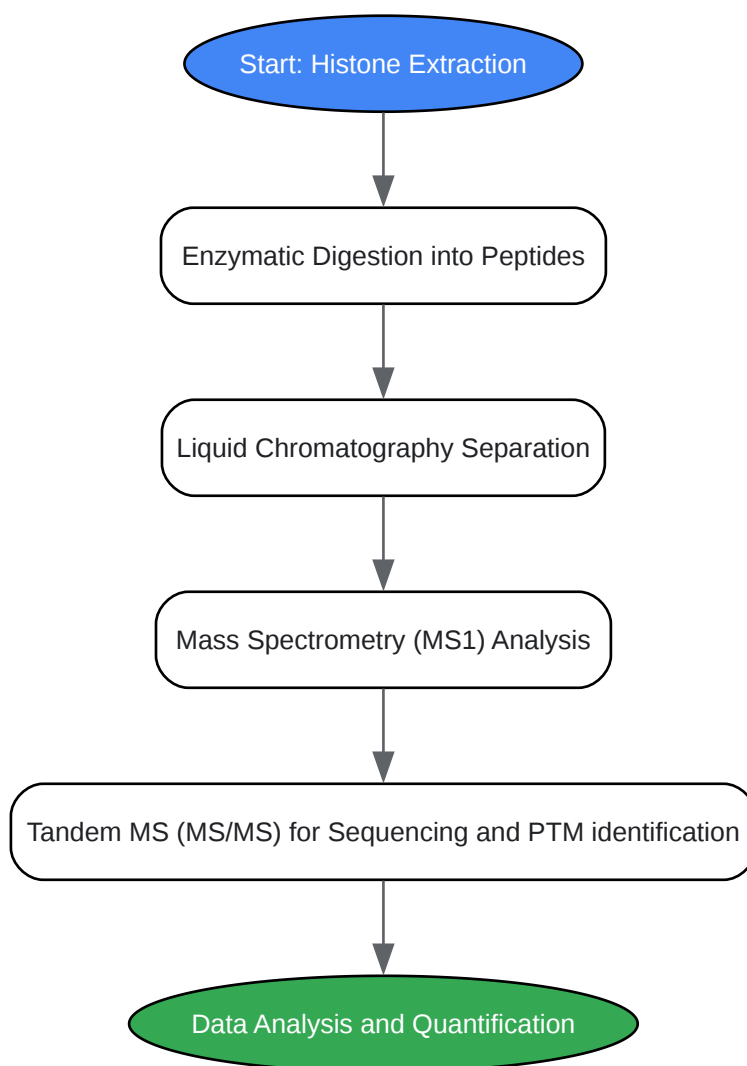 Start: Histone Extraction
Enzymatic Digestion into Peptides
Liquid Chromatography Separation
Mass Spectrometry (MS1) Analysis
Tandem MS (MS/MS) for Sequencing and PTM identification
Data Analysis and Quantification